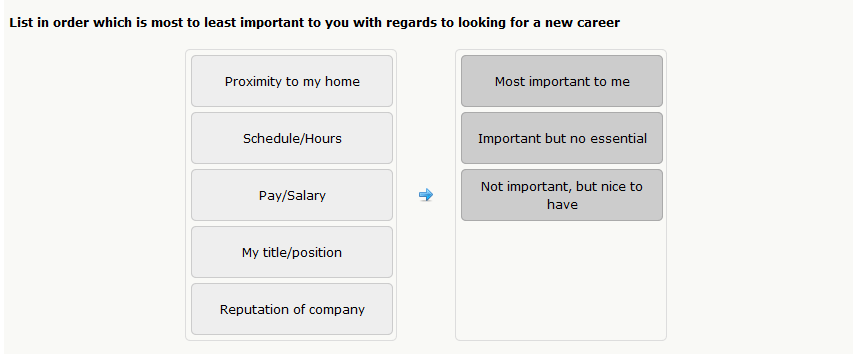 List in order which is most to least important to you with regards to looking for a new career
Proximity to my home
Schedule/Hours
Pay/Salary
My title/position
Reputation of company
Most important to me
Important but no essential
Not important, but nice to
have